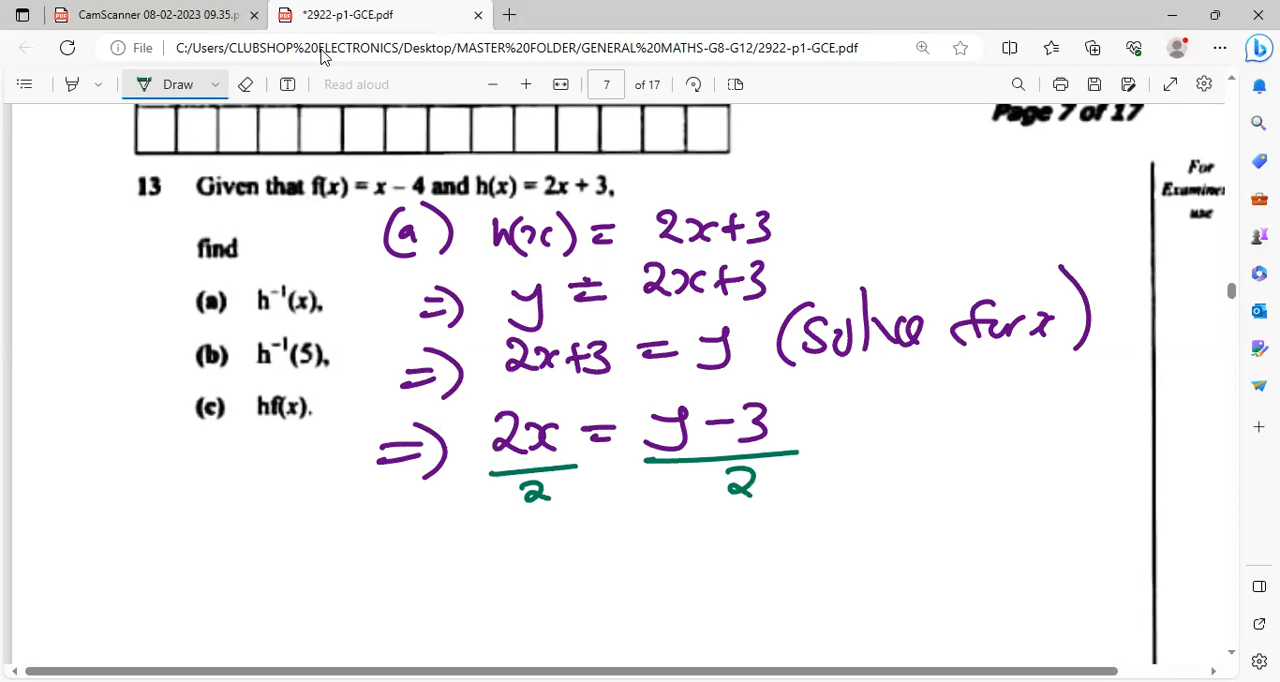 CamScanner 08-02-2023 09.35.p
*2922-p1-GCE.pdf
File C:/Users/CLUBSHOP%20ELECTRONICS/Desktop/MASTER%20FOLDER/GENERAL%20MATHS-G8-G12/2922-p1-GCE.pdf
Draw Read aloud 7 of 17
Page 7 of 17
For
Examiner
use
13 Given that f(x) = x – 4 and h(x) = 2x + 3,
find
(a) h⁻¹(x),
(b) h⁻¹(5),
(c) hf(x).
(a) h(x) = 2x+3
=> y = 2x+3
=> 2x+3 = y (solve for x)
=> 2x = y - 3
2 2